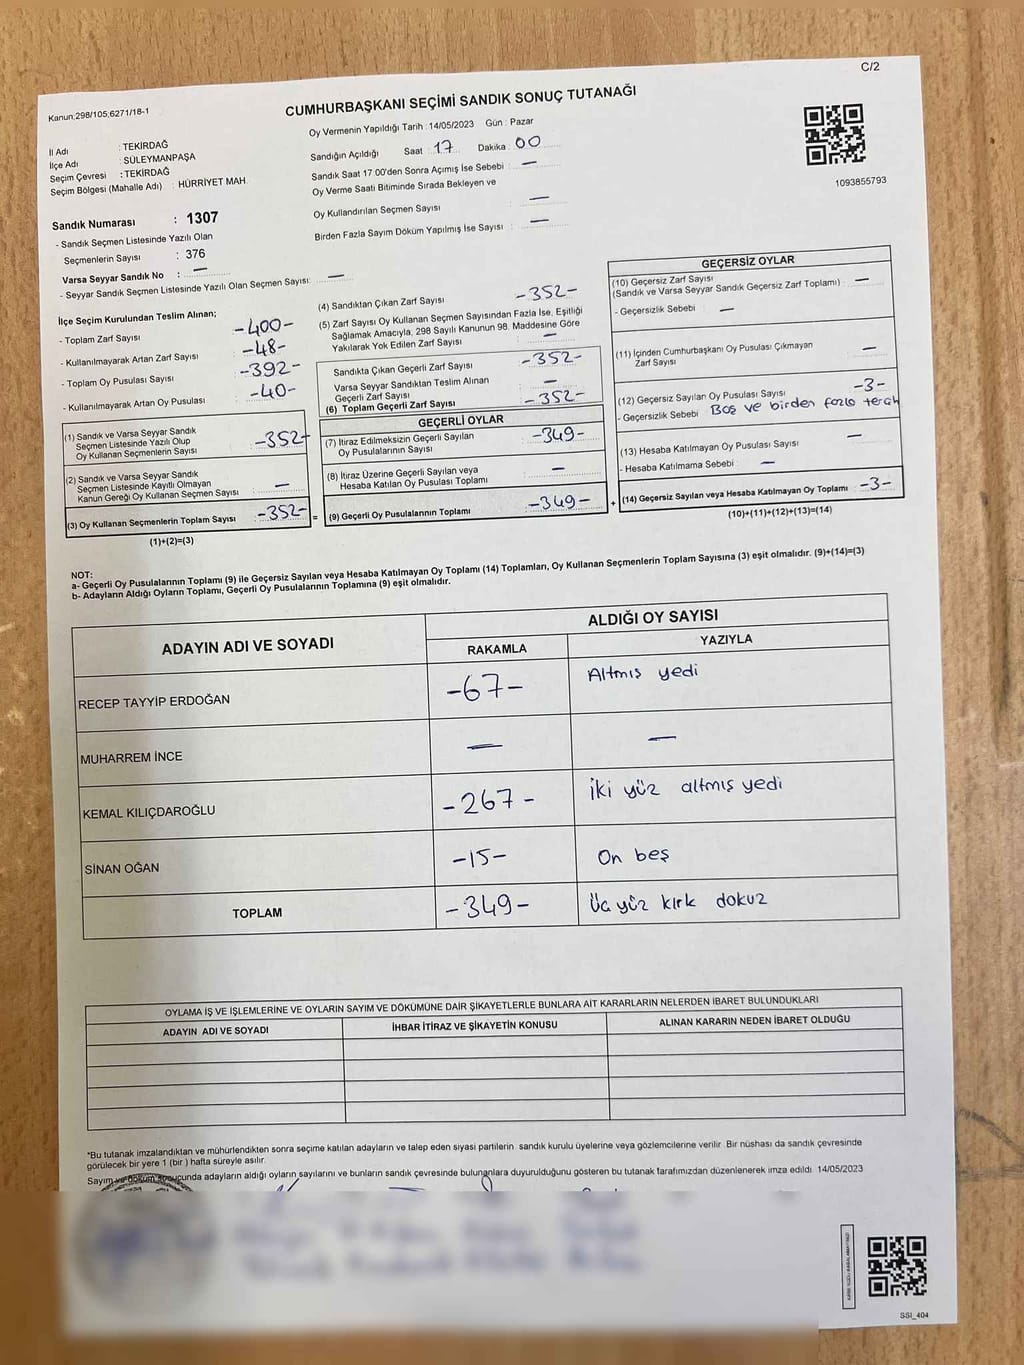 C/2
Kanun:298/105;6271/18-1
CUMHURBAŞKANI SEÇİMİ SANDIK SONUÇ TUTANAĞI
Oy Vermenin Yapıldığı Tarih : 14/05/2023 Gün : Pazar
İl Adı : TEKİRDAĞ
İlçe Adı : SÜLEYMANPAŞA
Seçim Çevresi : TEKİRDAĞ
Seçim Bölgesi (Mahalle Adı) : HÜRRİYET MAH.
Sandığın Açıldığı Saat : 17 Dakika : 00
Sandık Saat 17 00'den Sonra Açımış İse Sebebi : —
Oy Verme Saati Bitiminde Sırada Bekleyen ve
Oy Kullandırılan Seçmen Sayısı : —
Birden Fazla Sayım Döküm Yapılmış İse Sayısı : —
1093855793
Sandık Numarası : 1307
- Sandık Seçmen Listesinde Yazılı Olan
Seçmenlerin Sayısı : 376
Varsa Seyyar Sandık No : —
- Seyyar Sandık Seçmen Listesinde Yazılı Olan Seçmen Sayısı: —
İlçe Seçim Kurulundan Teslim Alınan;
- Toplam Zarf Sayısı -400-
- Kullanılmayarak Artan Zarf Sayısı -48-
- Toplam Oy Pusulası Sayısı -392-
- Kullanılmayarak Artan Oy Pusulası -40-
(1) Sandık ve Varsa Seyyar Sandık
Seçmen Listesinde Yazılı Olup
Oy Kullanan Seçmenlerin Sayısı -352-
(2) Sandık ve Varsa Seyyar Sandık
Seçmen Listesinde Kayıtlı Olmayan
Kanun Gereği Oy Kullanan Seçmen Sayısı —
(3) Oy Kullanan Seçmenlerin Toplam Sayısı -352-
(1)+(2)=(3)
(4) Sandıktan Çıkan Zarf Sayısı -352-
(5) Zarf Sayısı Oy Kullanan Seçmen Sayısından Fazla İse, Eşitliği
Sağlamak Amacıyla, 298 Sayılı Kanunun 98. Maddesine Göre
Yakılarak Yok Edilen Zarf Sayısı —
Sandıkta Çıkan Geçerli Zarf Sayısı -352-
Varsa Seyyar Sandıktan Teslim Alınan
Geçerli Zarf Sayısı —
(6) Toplam Geçerli Zarf Sayısı -352-
GEÇERLİ OYLAR
(7) İtiraz Edilmeksizin Geçerli Sayılan
Oy Pusulalarının Sayısı -349-
(8) İtiraz Üzerine Geçerli Sayılan veya
Hesaba Katılan Oy Pusulası Toplamı —
= (9) Geçerli Oy Pusulalarının Toplamı -349- +
GEÇERSİZ OYLAR
(10) Geçersiz Zarf Sayısı
(Sandık ve Varsa Seyyar Sandık Geçersiz Zarf Toplamı) : —
- Geçersizlik Sebebi : —
(11) İçinden Cumhurbaşkanı Oy Pusulası Çıkmayan
Zarf Sayısı —
(12) Geçersiz Sayılan Oy Pusulası Sayısı -3-
- Geçersizlik Sebebi Boş ve birden fazla tercih
(13) Hesaba Katılmayan Oy Pusulası Sayısı —
- Hesaba Katılmama Sebebi : —
(14) Geçersiz Sayılan veya Hesaba Katılmayan Oy Toplamı -3-
(10)+(11)+(12)+(13)=(14)
NOT:
a- Geçerli Oy Pusulalarının Toplamı (9) ile Geçersiz Sayılan veya Hesaba Katılmayan Oy Toplamı (14) Toplamları, Oy Kullanan Seçmenlerin Toplam Sayısına (3) eşit olmalıdır. (9)+(14)=(3)
b- Adayların Aldığı Oyların Toplamı, Geçerli Oy Pusulalarının Toplamına (9) eşit olmalıdır.
ADAYIN ADI VE SOYADI
ALDIĞI OY SAYISI
RAKAMLA YAZIYLA
RECEP TAYYİP ERDOĞAN -67- Altmış yedi
MUHARREM İNCE — —
KEMAL KILIÇDAROĞLU -267- İki yüz altmış yedi
SİNAN OĞAN -15- On beş
TOPLAM -349- Üç yüz kırk dokuz
OYLAMA İŞ VE İŞLEMLERİNE VE OYLARIN SAYIM VE DÖKÜMÜNE DAİR ŞİKAYETLERLE BUNLARA AİT KARARLARIN NELERDEN İBARET BULUNDUKLARI
ADAYIN ADI VE SOYADI İHBAR İTİRAZ VE ŞİKAYETİN KONUSU ALINAN KARARIN NEDEN İBARET OLDUĞU
*Bu tutanak imzalandıktan ve mühürlendikten sonra seçime katılan adayların ve talep eden siyasi partilerin sandık kurulu üyelerine veya gözlemcilerine verilir. Bir nüshası da sandık çevresinde
görülecek bir yere 1 (bir ) hafta süreyle asılır.
Sayım ve döküm sonucunda adayların aldığı oyların sayılarını ve bunların sandık çevresinde bulunanlara duyurulduğunu gösteren bu tutanak tarafımızdan düzenlenerek imza edildi 14/05/2023
SSI_404